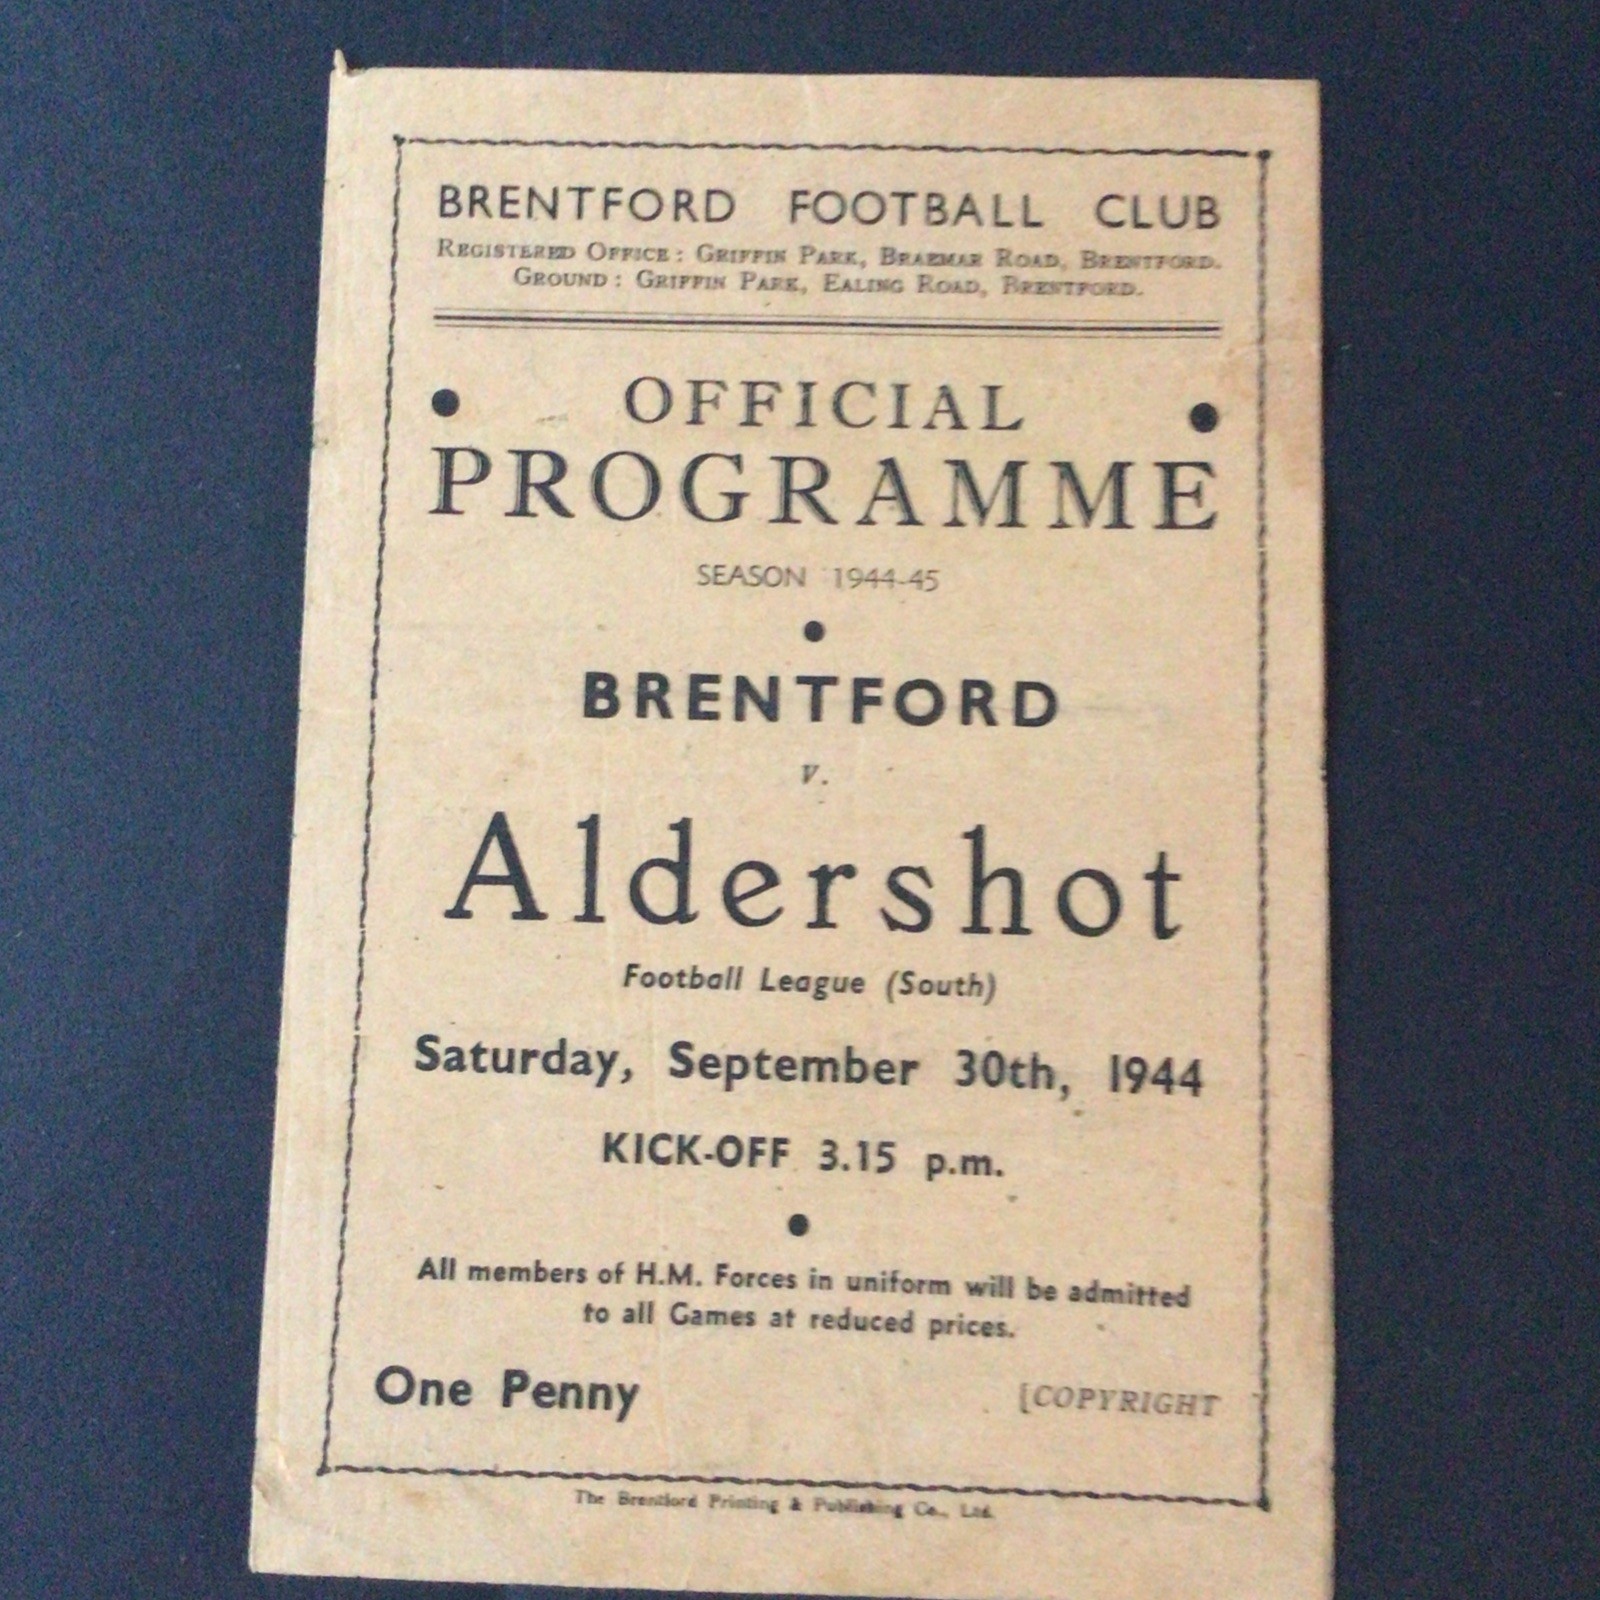 BRENTFORD FOOTBALL CLUB
REGISTERED OFFICE : GRIFFIN PARK, BRAEMAR ROAD, BRENTFORD.
GROUND : GRIFFIN PARK, EALING ROAD, BRENTFORD.
OFFICIAL
PROGRAMME
SEASON 1944-45
BRENTFORD
v.
Aldershot
Football League (South)
Saturday, September 30th, 1944
KICK-OFF 3.15 p.m.
All members of H.M. Forces in uniform will be admitted
to all Games at reduced prices.
One Penny
[COPYRIGHT
The Brentford Printing & Publishing Co., Ltd.